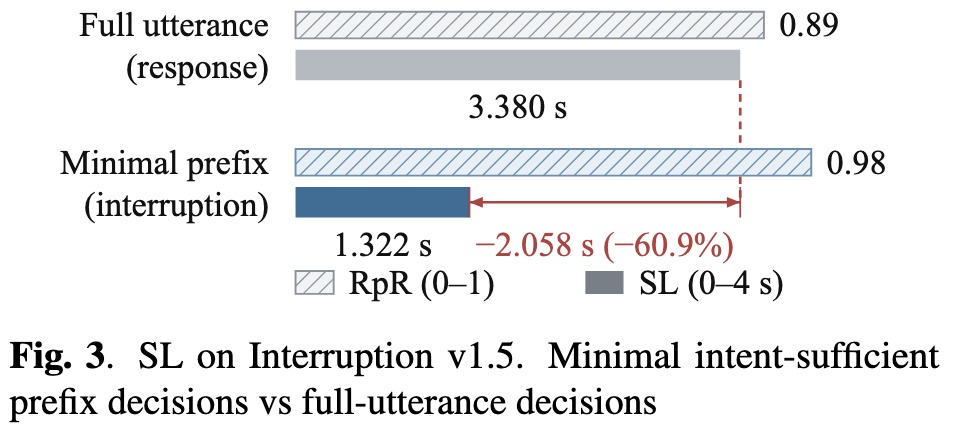 Full utterance 0.89
(response)
3.380 s
Minimal prefix 0.98
(interruption)
1.322 s −2.058 s (−60.9%)
RpR (0–1) SL (0–4 s)
Fig. 3. SL on Interruption v1.5. Minimal intent-sufficient
prefix decisions vs full-utterance decisions